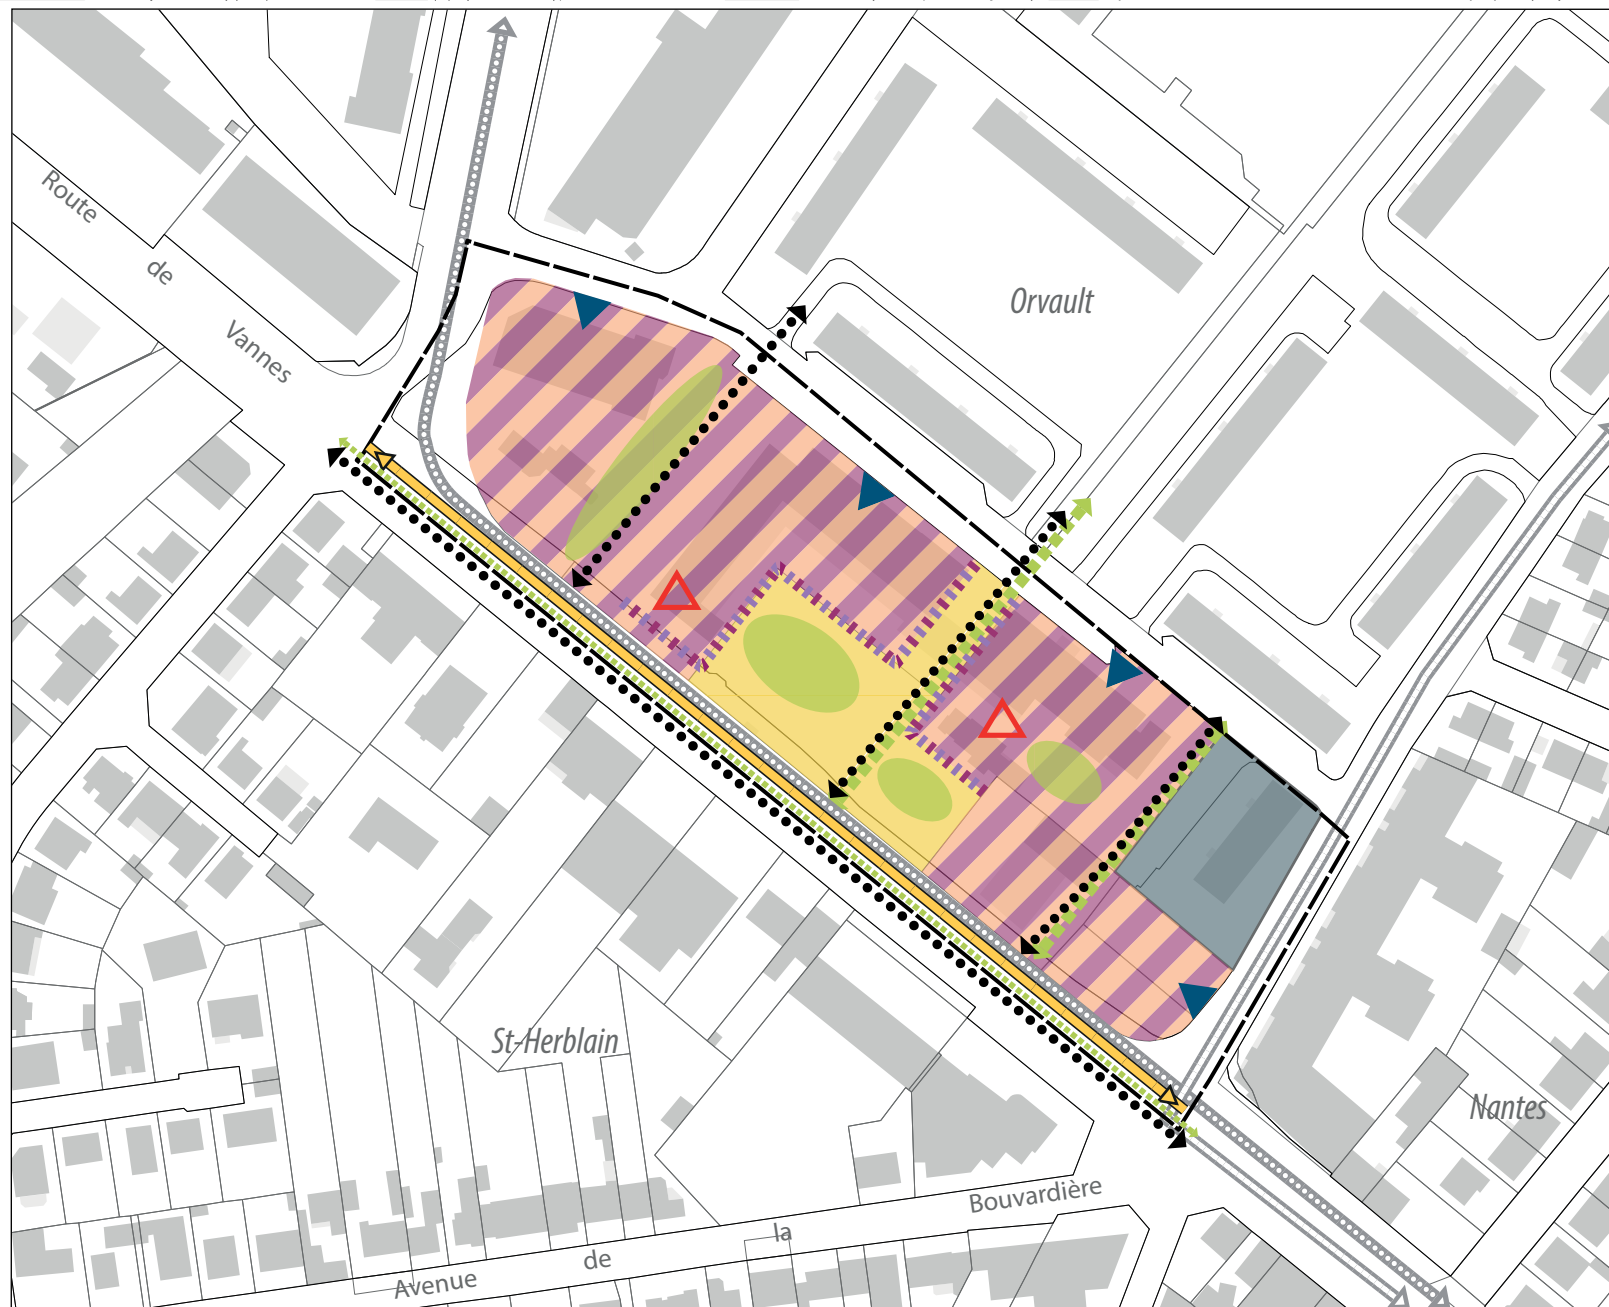 Route
de
Vannes
Orvault
St-Herblain
Nantes
Avenue
de
la
Bouvardière